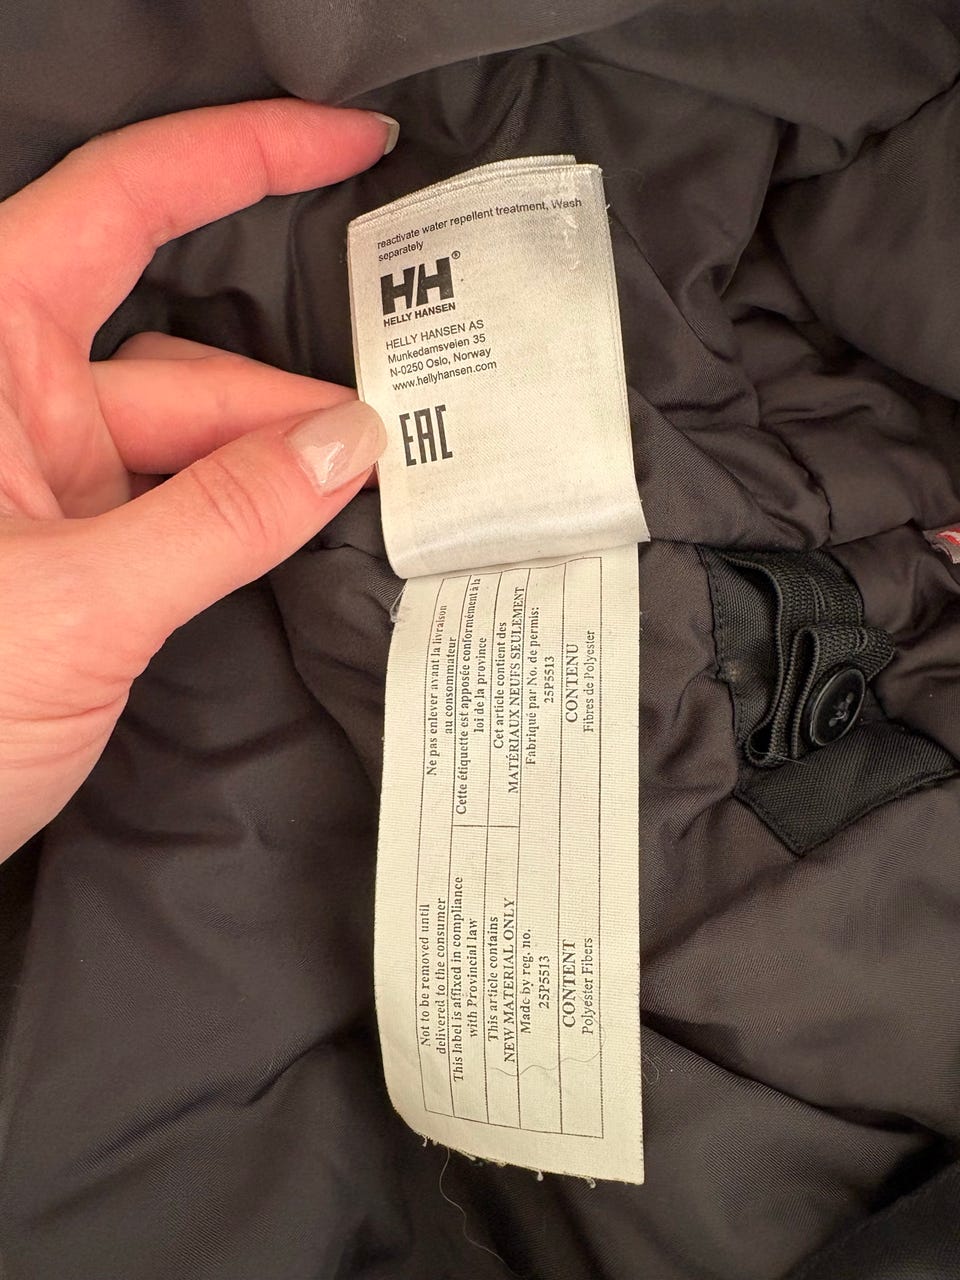 reactivate water repellent treatment, Wash
separately
HH®
HELLY HANSEN
HELLY HANSEN AS
Munkedamsveien 35
N-0250 Oslo, Norway
www.hellyhansen.com
EAC
Ne pas enlever avant la livraison
au consommateur
Cette étiquette est apposée conformément à la
loi de la province
Cet article contient des
MATÉRIAUX NEUFS SEULEMENT
Fabriqué par No. de permis:
25P5513
CONTENU
Fibres de Polyester
Not to be removed until
delivered to the consumer
This label is affixed in compliance
with Provincial law
This article contains
NEW MATERIAL ONLY
Made by reg. no.
25P5513
CONTENT
Polyester Fibers